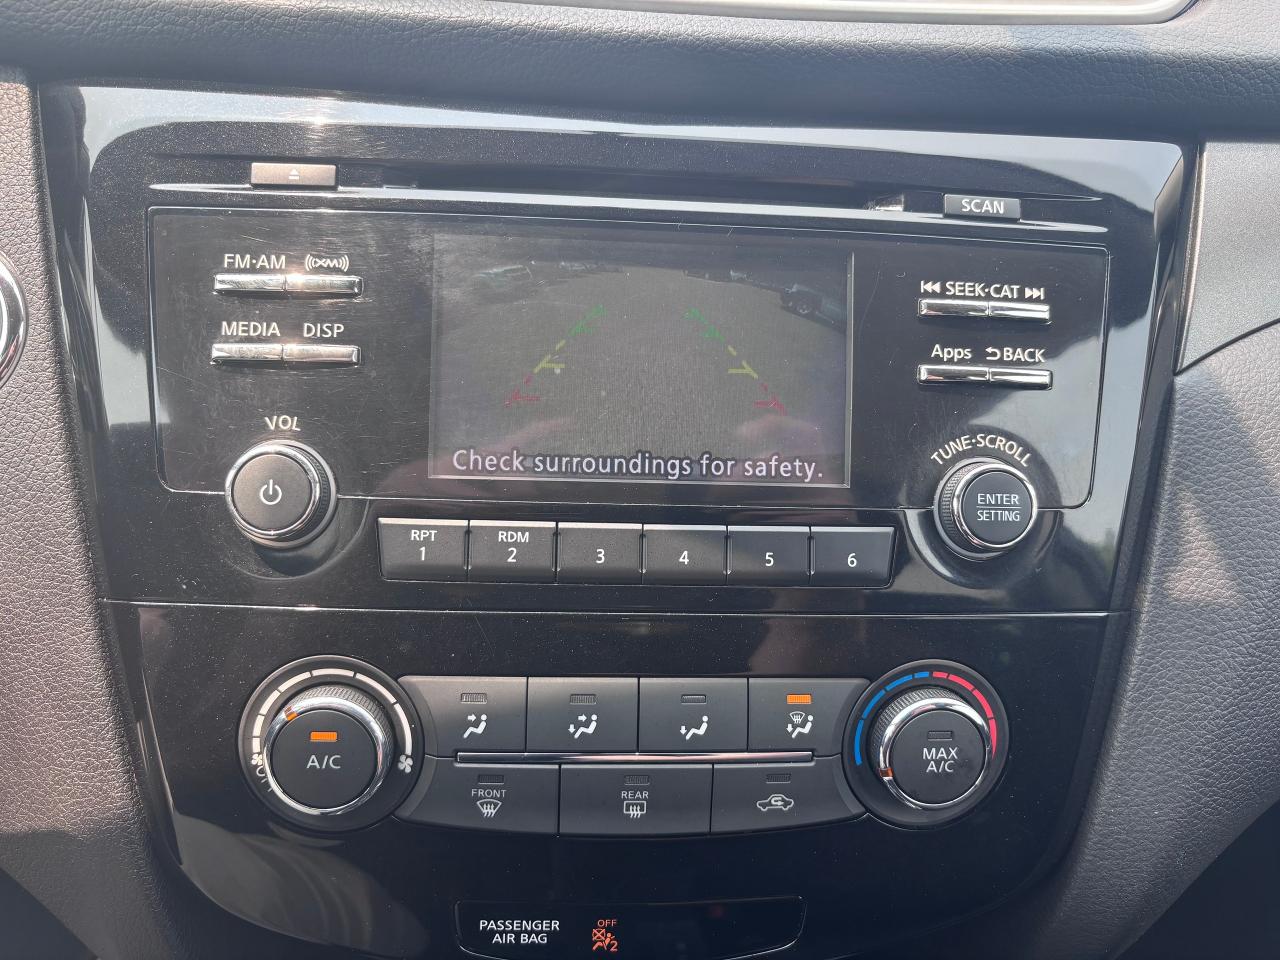 SCAN
FM·AM XM
SEEK·CAT
MEDIA DISP
Apps BACK
VOL
TUNE·SCROLL
Check surroundings for safety.
ENTER
SETTING
RPT
1
RDM
2
3
4
5
6
A/C
MAX
A/C
FRONT
REAR
PASSENGER
AIR BAG
OFF
2